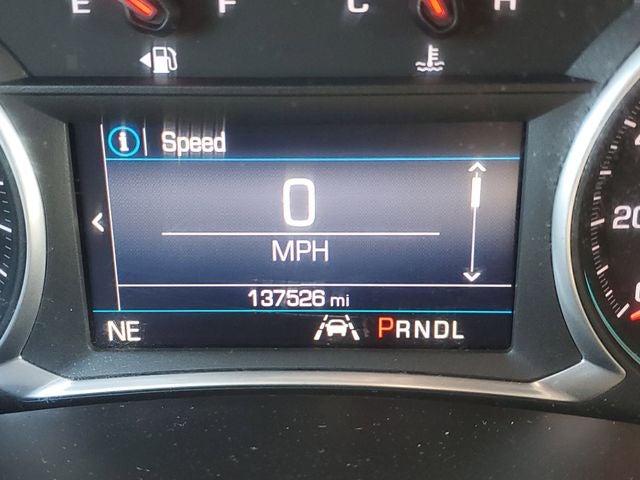 E F C H
i Speed
0
MPH
137526 mi
NE PRNDL
20